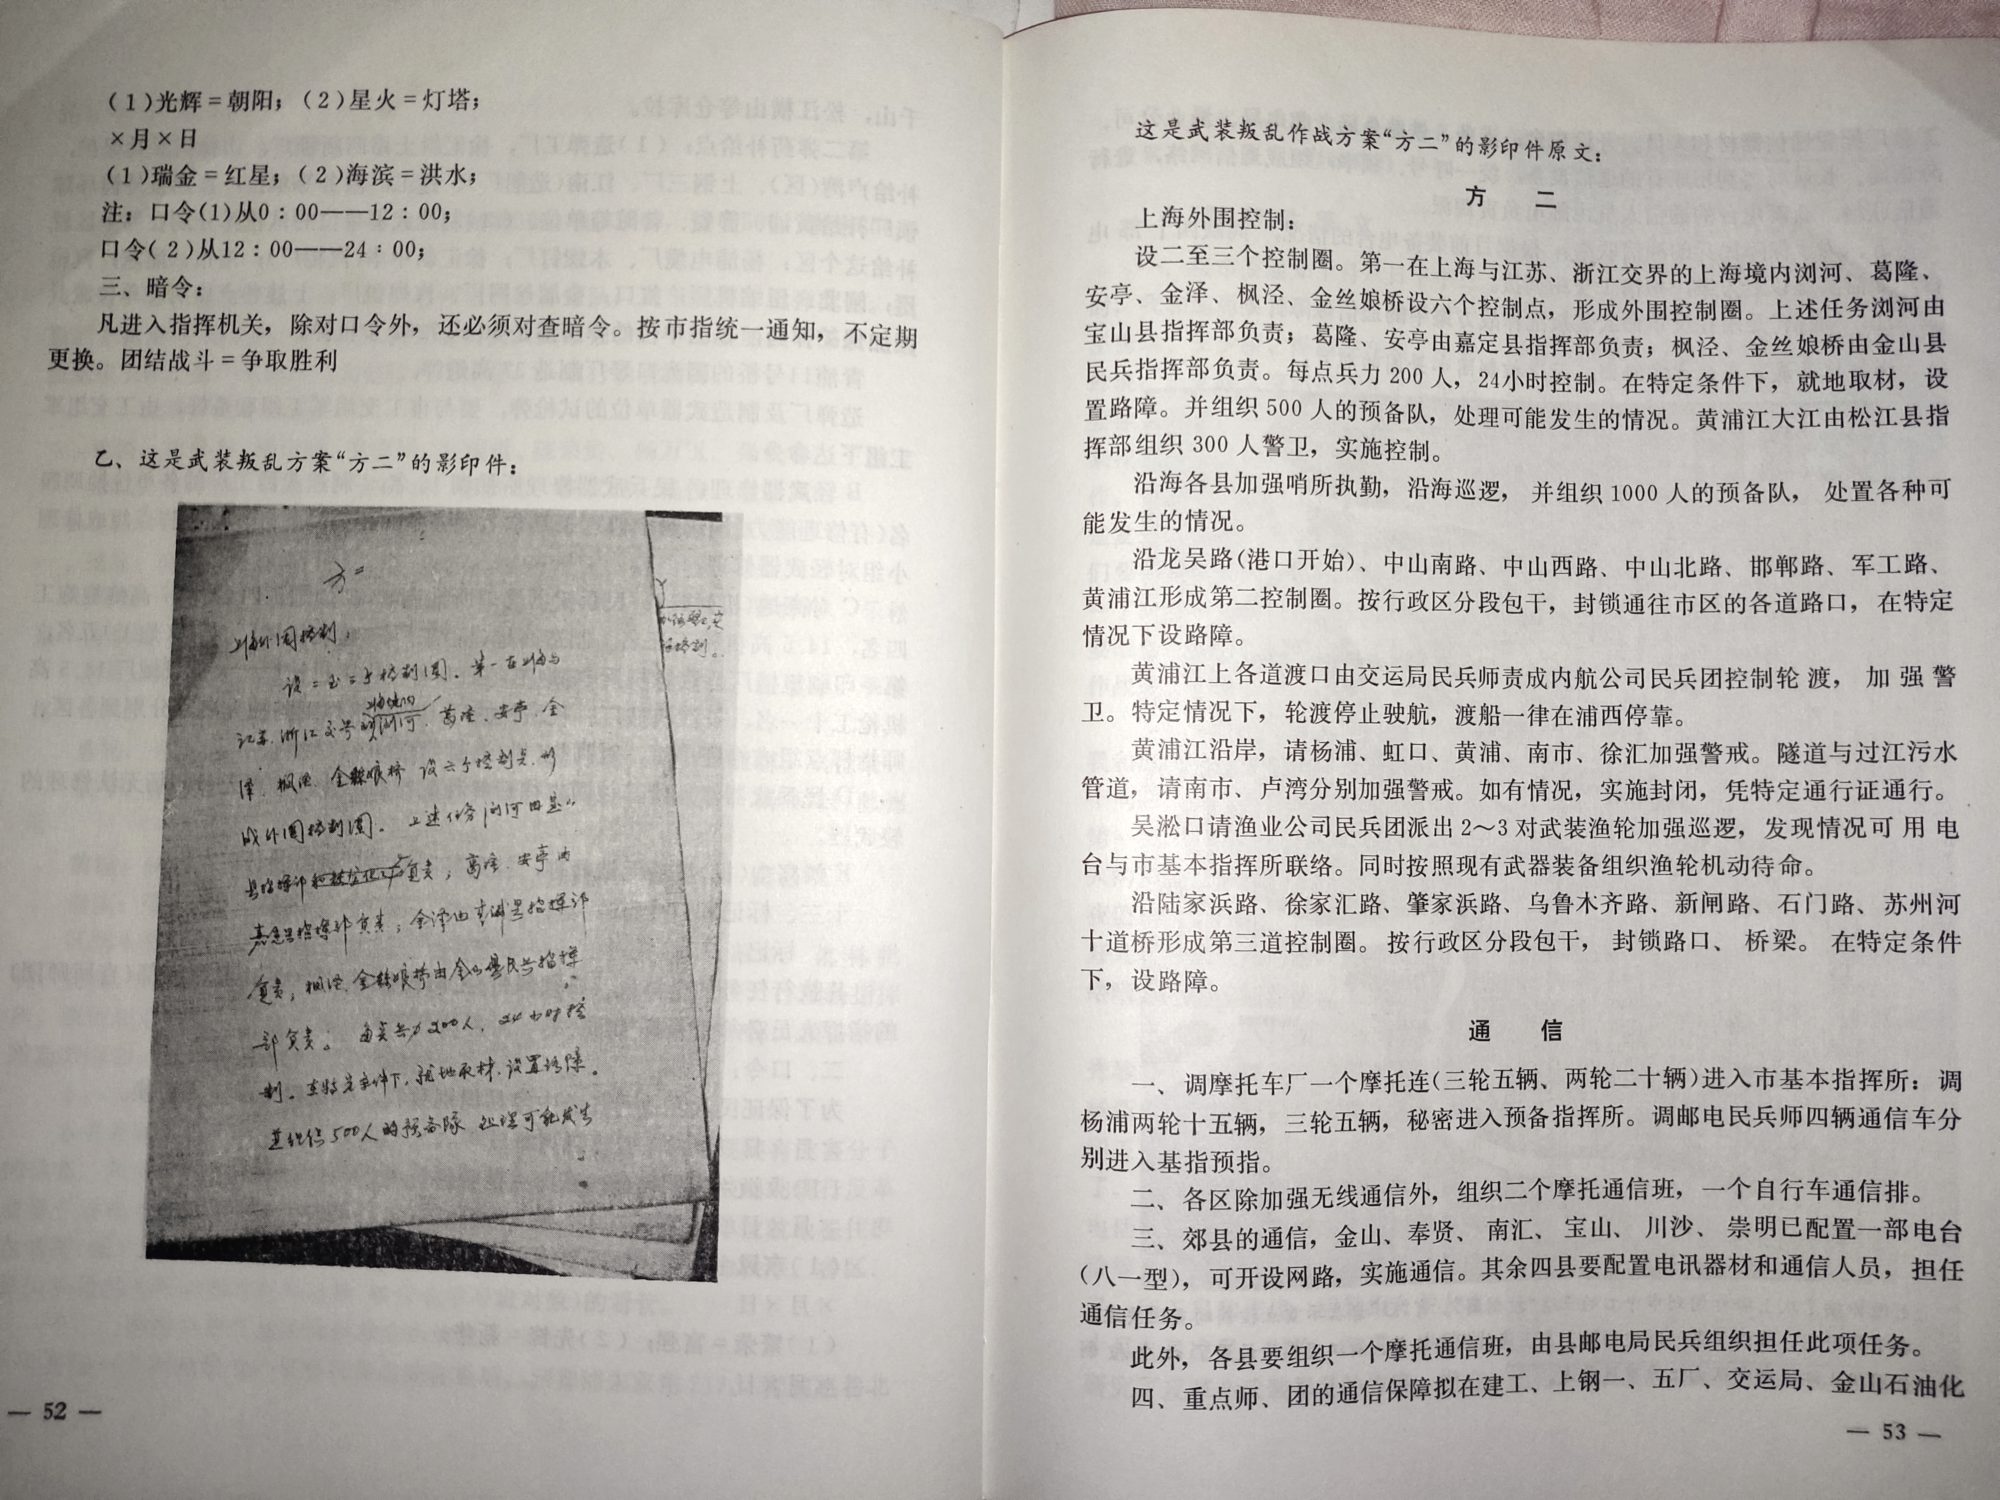 (1)光辉=朝阳；(2)星火=灯塔；
×月×日
(1)瑞金=红星；(2)海滨=洪水；
注：口令(1)从0：00——12：00；
口令(2)从12：00——24：00；
三、暗令：
凡进入指挥机关，除对口令外，还必须对查暗令。按市指统一通知，不定期
更换。团结战斗=争取胜利
乙、这是武装叛乱方案“方二”的影印件：
方二
上海外围控制：
设二至三个控制圈。第一在上海与
上海境内
江苏、浙江交界的浏河、葛隆、安亭、金
泽、枫泾、金丝娘桥设六个控制点，形
成外围控制圈。上述任务浏河由宝山
县指挥部负责；葛隆、安亭由
嘉定县指挥部负责；金泽由青浦县指挥部
负责；枫泾、金丝娘桥由金山县民兵指挥
部负责。每点兵力200人，24小时控
制。在特定条件下，就地取材，设置路障。
并组织500人的预备队，处理可能发生
— 52 —
这是武装叛乱作战方案“方二”的影印件原文：
方 二
上海外围控制：
设二至三个控制圈。第一在上海与江苏、浙江交界的上海境内浏河、葛隆、
安亭、金泽、枫泾、金丝娘桥设六个控制点，形成外围控制圈。上述任务浏河由
宝山县指挥部负责；葛隆、安亭由嘉定县指挥部负责；枫泾、金丝娘桥由金山县
民兵指挥部负责。每点兵力200人，24小时控制。在特定条件下，就地取材，设
置路障。并组织500人的预备队，处理可能发生的情况。黄浦江大江由松江县指
挥部组织300人警卫，实施控制。
沿海各县加强哨所执勤，沿海巡逻，并组织1000人的预备队，处置各种可
能发生的情况。
沿龙吴路(港口开始)、中山南路、中山西路、中山北路、邯郸路、军工路、
黄浦江形成第二控制圈。按行政区分段包干，封锁通往市区的各道路口，在特定
情况下设路障。
黄浦江上各道渡口由交运局民兵师责成内航公司民兵团控制轮渡，加强警
卫。特定情况下，轮渡停止驶航，渡船一律在浦西停靠。
黄浦江沿岸，请杨浦、虹口、黄浦、南市、徐汇加强警戒。隧道与过江污水
管道，请南市、卢湾分别加强警戒。如有情况，实施封闭，凭特定通行证通行。
吴淞口请渔业公司民兵团派出2～3对武装渔轮加强巡逻，发现情况可用电
台与市基本指挥所联络。同时按照现有武器装备组织渔轮机动待命。
沿陆家浜路、徐家汇路、肇家浜路、乌鲁木齐路、新闸路、石门路、苏州河
十道桥形成第三道控制圈。按行政区分段包干，封锁路口、桥梁。在特定条件
下，设路障。
通 信
一、调摩托车厂一个摩托连(三轮五辆、两轮二十辆)进入市基本指挥所：调
杨浦两轮十五辆，三轮五辆，秘密进入预备指挥所。调邮电民兵师四辆通信车分
别进入基指预指。
二、各区除加强无线通信外，组织二个摩托通信班，一个自行车通信排。
三、郊县的通信，金山、奉贤、南汇、宝山、川沙、崇明已配置一部电台
(八一型)，可开设网路，实施通信。其余四县要配置电讯器材和通信人员，担任
通信任务。
此外，各县要组织一个摩托通信班，由县邮电局民兵组织担任此项任务。
四、重点师、团的通信保障拟在建工、上钢一、五厂、交运局、金山石油化
— 53 —